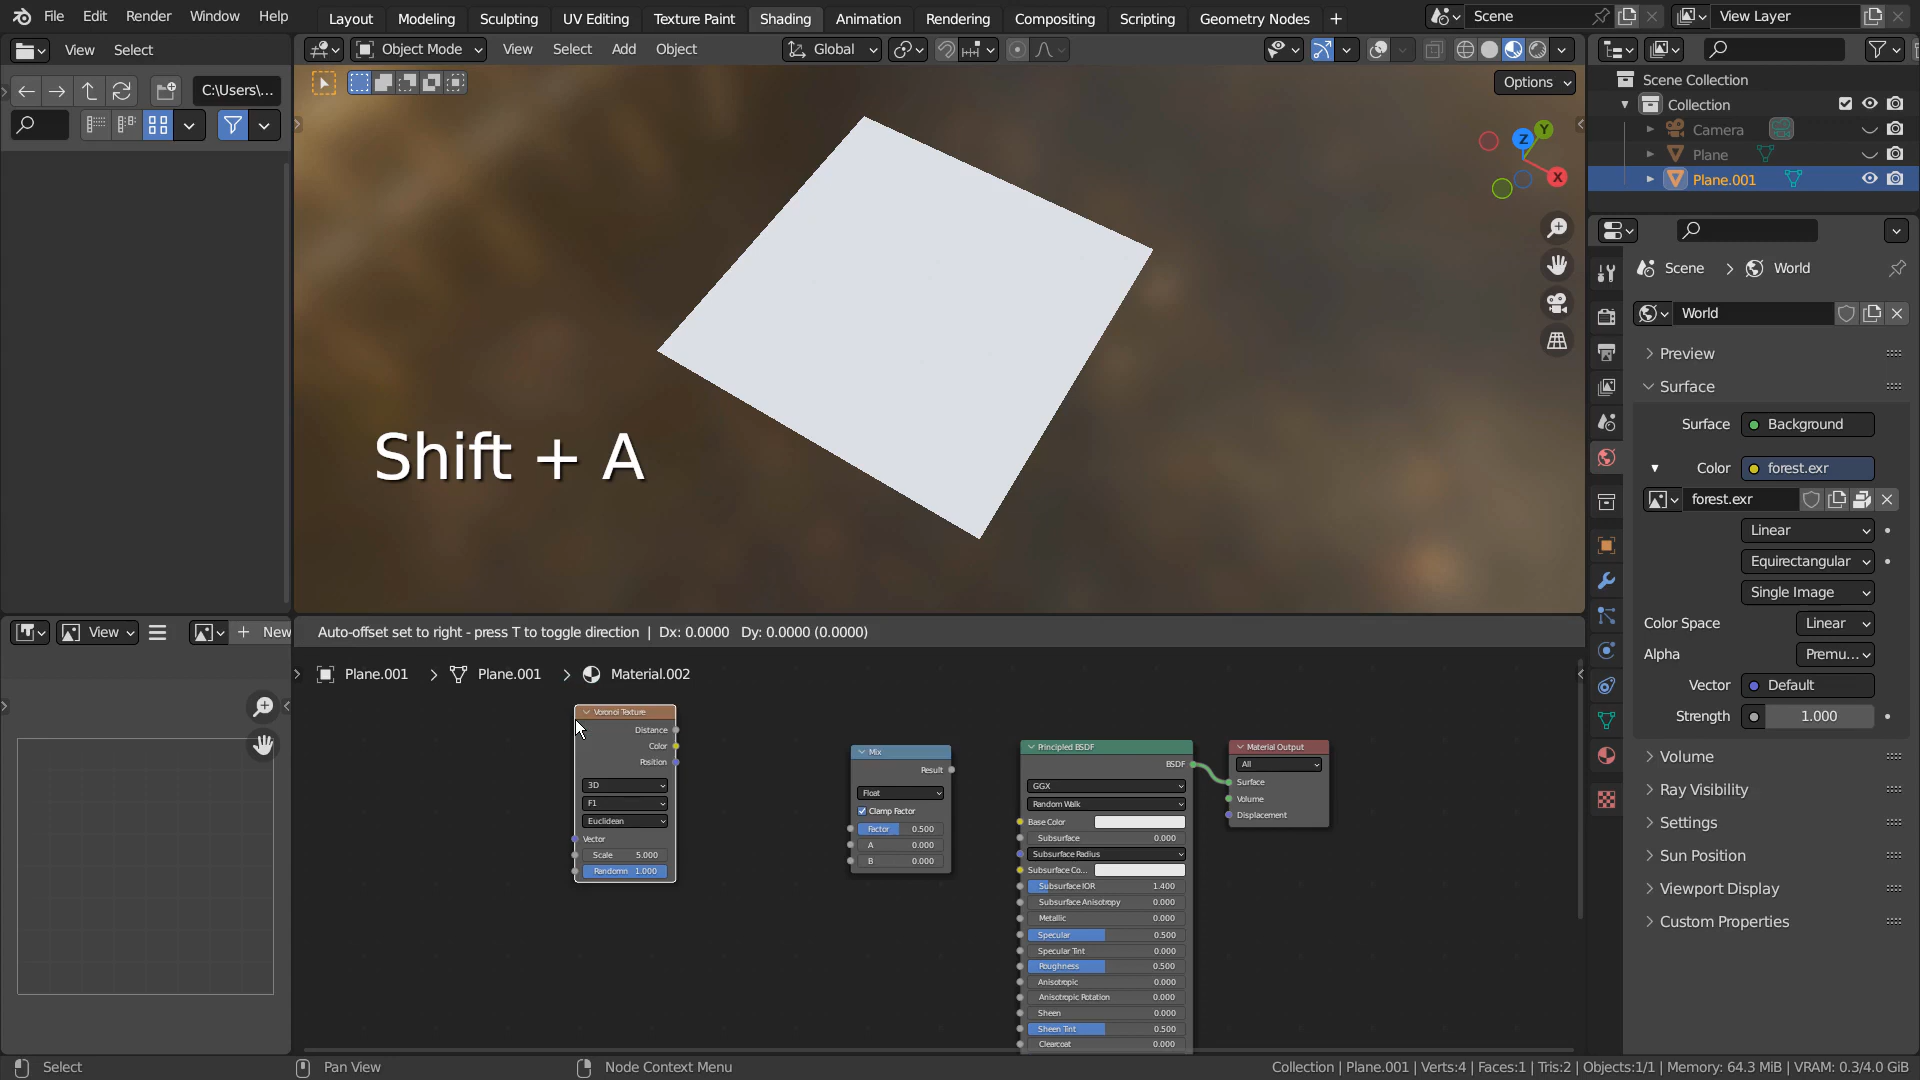 File Edit Render Window Help Layout Modeling Sculpting UV Editing Texture Paint Shading Animation Rendering Compositing Scripting Geometry Nodes + Scene View Layer
View Select
Object Mode View Select Add Object Global
C:\Users\...
Options
Scene Collection
Collection
Camera
Plane
Plane.001
Z Y X
Scene > World
World
Preview
Surface
Surface Background
Color forest.exr
forest.exr
Linear
Equirectangular
Single Image
Color Space Linear
Alpha Premu...
Vector Default
Strength 1.000
Volume
Ray Visibility
Settings
Sun Position
Viewport Display
Custom Properties
Shift + A
View + New
Auto-offset set to right - press T to toggle direction | Dx: 0.0000 Dy: 0.0000 (0.0000)
Plane.001 > Plane.001 > Material.002
Voronoi Texture
Distance
Color
Position
3D
F1
Euclidean
Vector
Scale 5.000
Randomn 1.000
Mix
Result
Float
Clamp Factor
Factor 0.500
A 0.000
B 0.000
Principled BSDF
BSDF
GGX
Random Walk
Base Color
Subsurface 0.000
Subsurface Radius
Subsurface Co...
Subsurface IOR 1.400
Subsurface Anisotropy 0.000
Metallic 0.000
Specular 0.500
Specular Tint 0.000
Roughness 0.500
Anisotropic 0.000
Anisotropic Rotation 0.000
Sheen 0.000
Sheen Tint 0.500
Clearcoat 0.000
Material Output
All
Surface
Volume
Displacement
Select Pan View Node Context Menu Collection | Plane.001 | Verts:4 | Faces:1 | Tris:2 | Objects:1/1 | Memory: 64.3 MiB | VRAM: 0.3/4.0 GiB